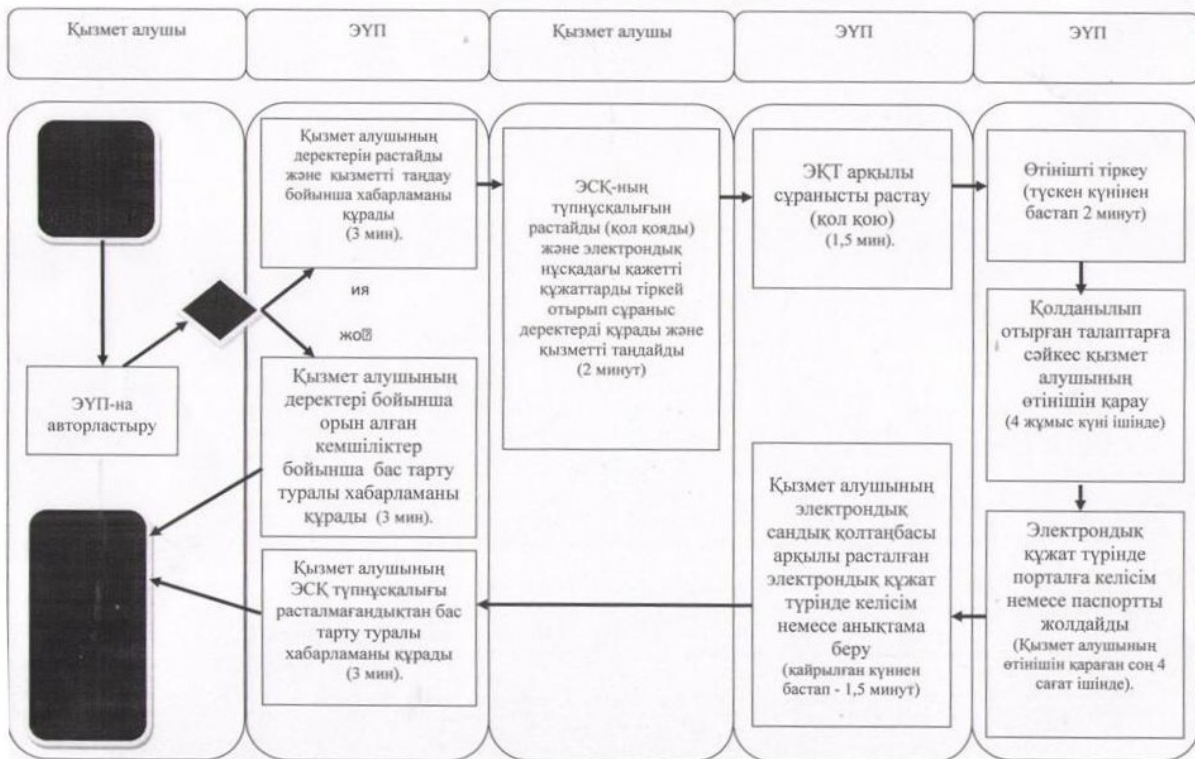 Қызмет алушы
ЭҮП
Қызмет алушы
ЭҮП
ЭҮП
ЭҮП-на
авторластыру
Қызмет алушының
деректерін растайды
және қызметті таңдау
бойынша хабарламаны
құрады
(3 мин).
ия
жо
Қызмет алушының
деректері бойынша
орын алған
кемшіліктер
бойынша бас тарту
туралы хабарламаны
құрады (3 мин).
Қызмет алушының
ЭСҚ түпнұсқалығы
расталмағандықтан бас
тарту туралы
хабарламаны құрады
(3 мин).
ЭСҚ-ның
түпнұсқалығын
растайды (қол қояды)
және электрондық
нұсқадағы қажетті
құжаттарды тіркей
отырып сұраныс
деректерді құрады және
қызметті таңдайды
(2 минут)
ЭҚТ арқылы
сұранысты растау
(қол қою)
(1,5 мин).
Қызмет алушының
электрондық
сандық қолтаңбасы
арқылы расталған
электрондық құжат
түрінде келісім
немесе анықтама
беру
(қайрылған күннен
бастап - 1,5 минут)
Өтінішті тіркеу
(түскен күнінен
бастап 2 минут)
Қолданылып
отырған талаптарға
сәйкес қызмет
алушының
өтінішін қарау
(4 жұмыс күні ішінде)
Электрондық
құжат түрінде
порталға келісім
немесе паспортты
жолдайды
(Қызмет алушының
өтінішін қараған соң 4
сағат ішінде).